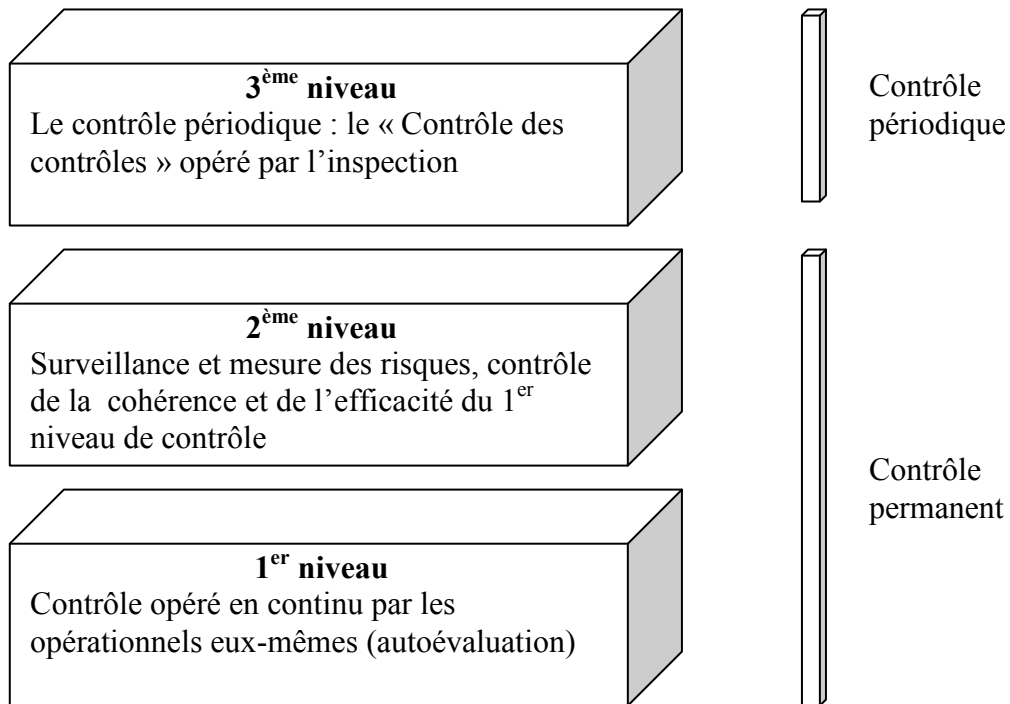 3ème niveau
Le contrôle périodique : le « Contrôle des
contrôles » opéré par l’inspection
Contrôle
périodique
2ème niveau
Surveillance et mesure des risques, contrôle
de la  cohérence et de l’efficacité du 1er
niveau de contrôle
1er niveau
Contrôle opéré en continu par les
opérationnels eux-mêmes (autoévaluation)
Contrôle
permanent